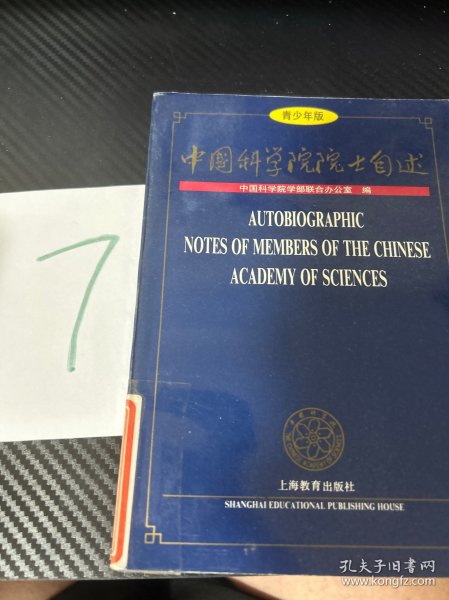 青少年版
中国科学院院士自述
中国科学院学部联合办公室 编
AUTOBIOGRAPHIC
NOTES OF MEMBERS OF THE CHINESE
ACADEMY OF SCIENCES
7
上海教育出版社
SHANGHAI EDUCATIONAL PUBLISHING HOUSE
孔夫子旧书网
www.kongfz.com